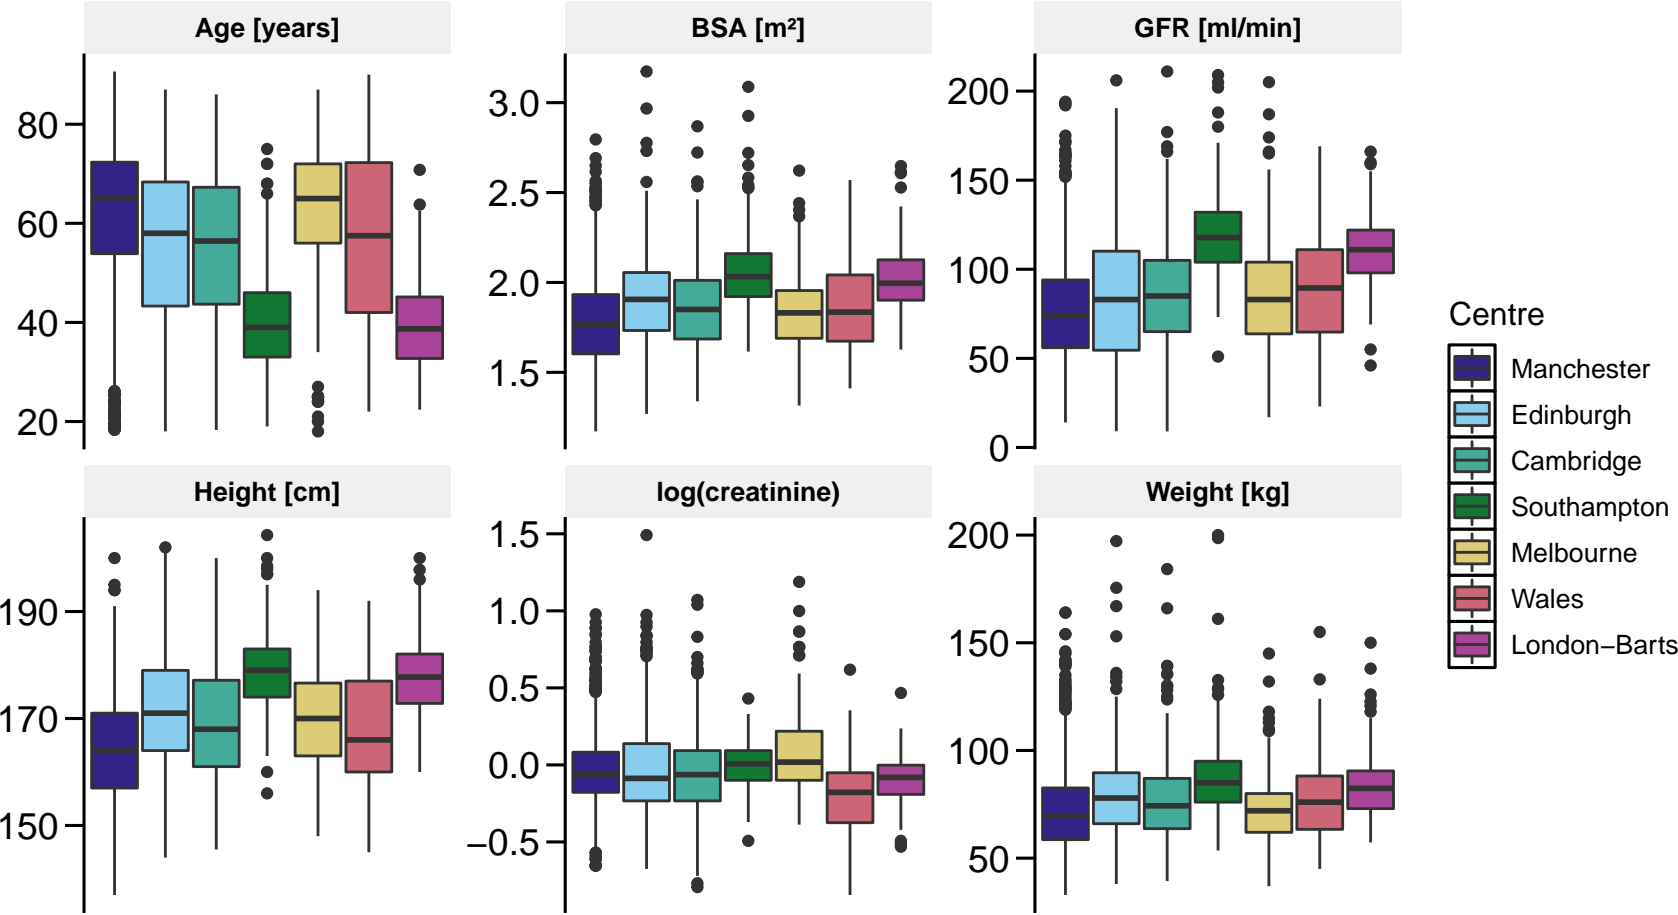 Age [years]
BSA [m²]
GFR [ml/min]
80
60
40
20
3.0
2.5
2.0
1.5
200
150
100
50
0
Height [cm]
log(creatinine)
Weight [kg]
190
170
150
1.5
1.0
0.5
0.0
−0.5
200
150
100
50
Centre
Manchester
Edinburgh
Cambridge
Southampton
Melbourne
Wales
London−Barts